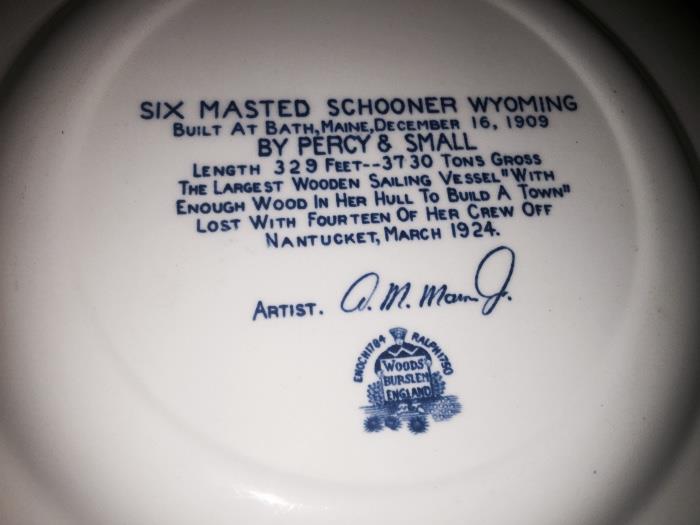 SIX MASTED SCHOONER WYOMING
BUILT AT BATH, MAINE, DECEMBER 16, 1909
BY PERCY & SMALL
LENGTH 329 FEET--3730 TONS GROSS
THE LARGEST WOODEN SAILING VESSEL "WITH
ENOUGH WOOD IN HER HULL TO BUILD A TOWN"
LOST WITH FOURTEEN OF HER CREW OFF
NANTUCKET, MARCH 1924.
ARTIST. M. Jr.
ENOCH 1784 RALPH 1750
WOODS'
BURSLEM
ENGLAND